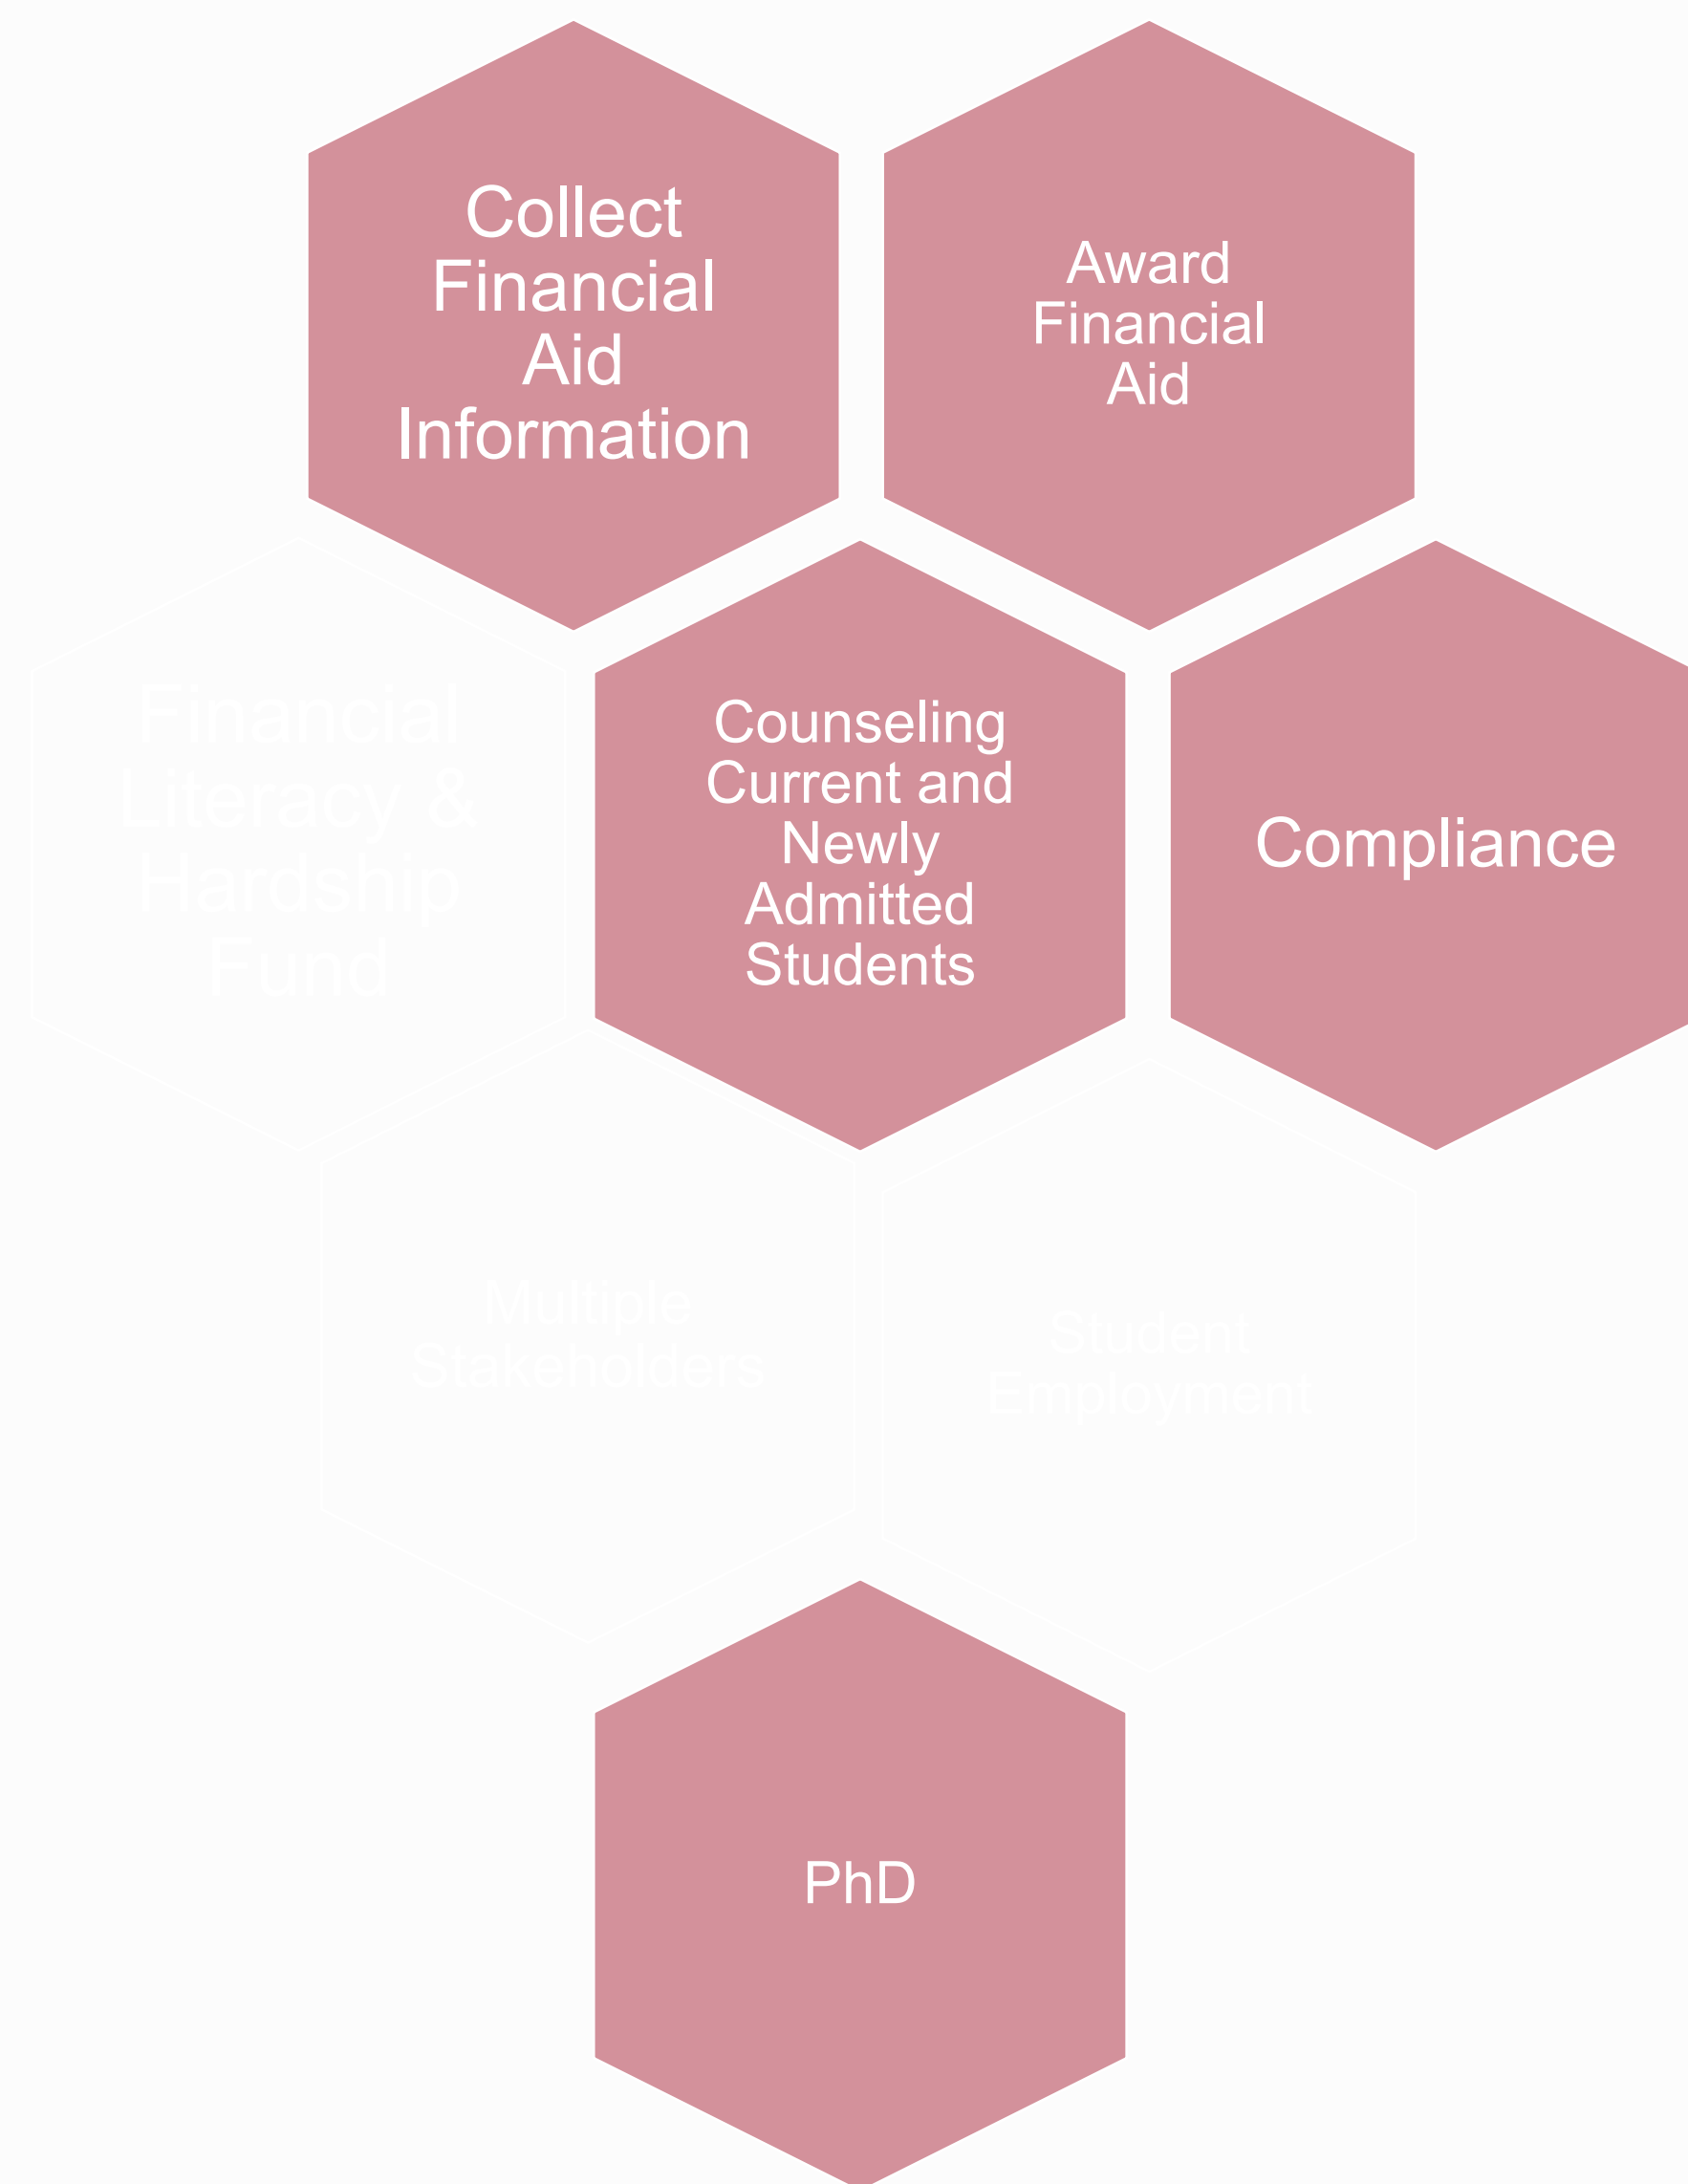 Collect
Financial
Aid
Information
Award
Financial
Aid
Financial
Literacy &
Hardship
Fund
Counseling
Current and
Newly
Admitted
Students
Compliance
Multiple
Stakeholders
Student
Employment
PhD